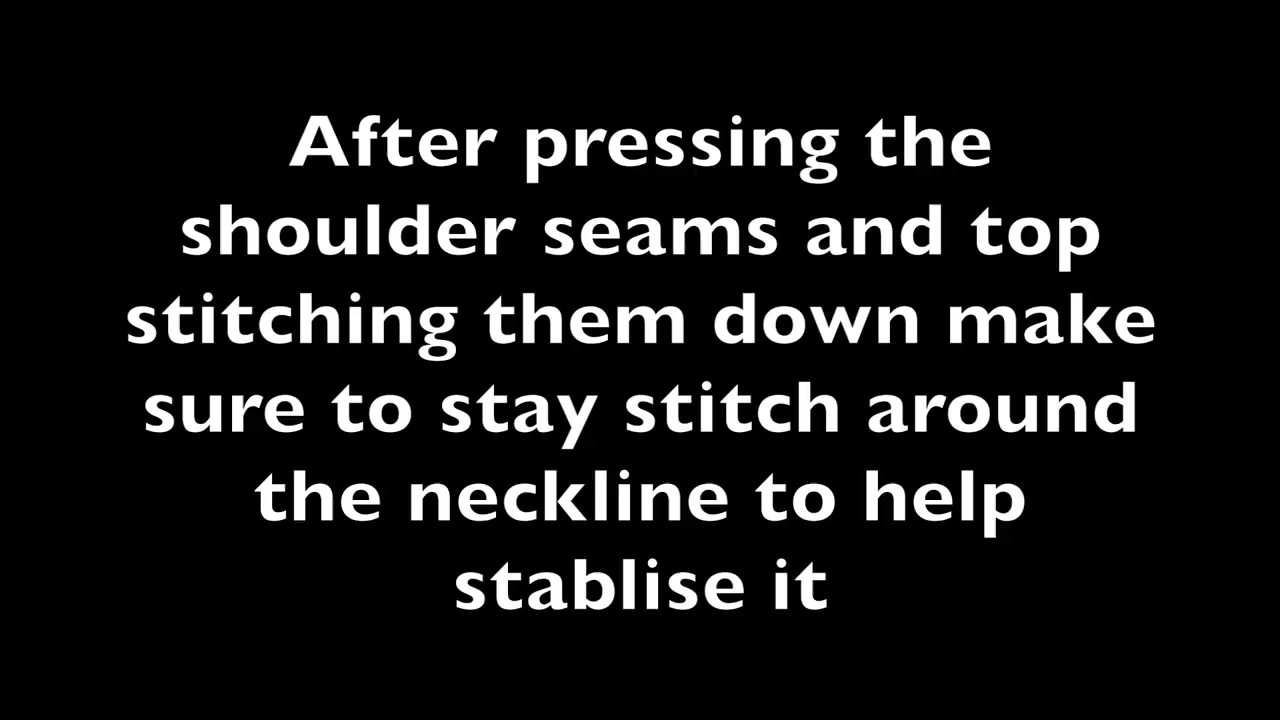 After pressing the
shoulder seams and top
stitching them down make
sure to stay stitch around
the neckline to help
stablise it